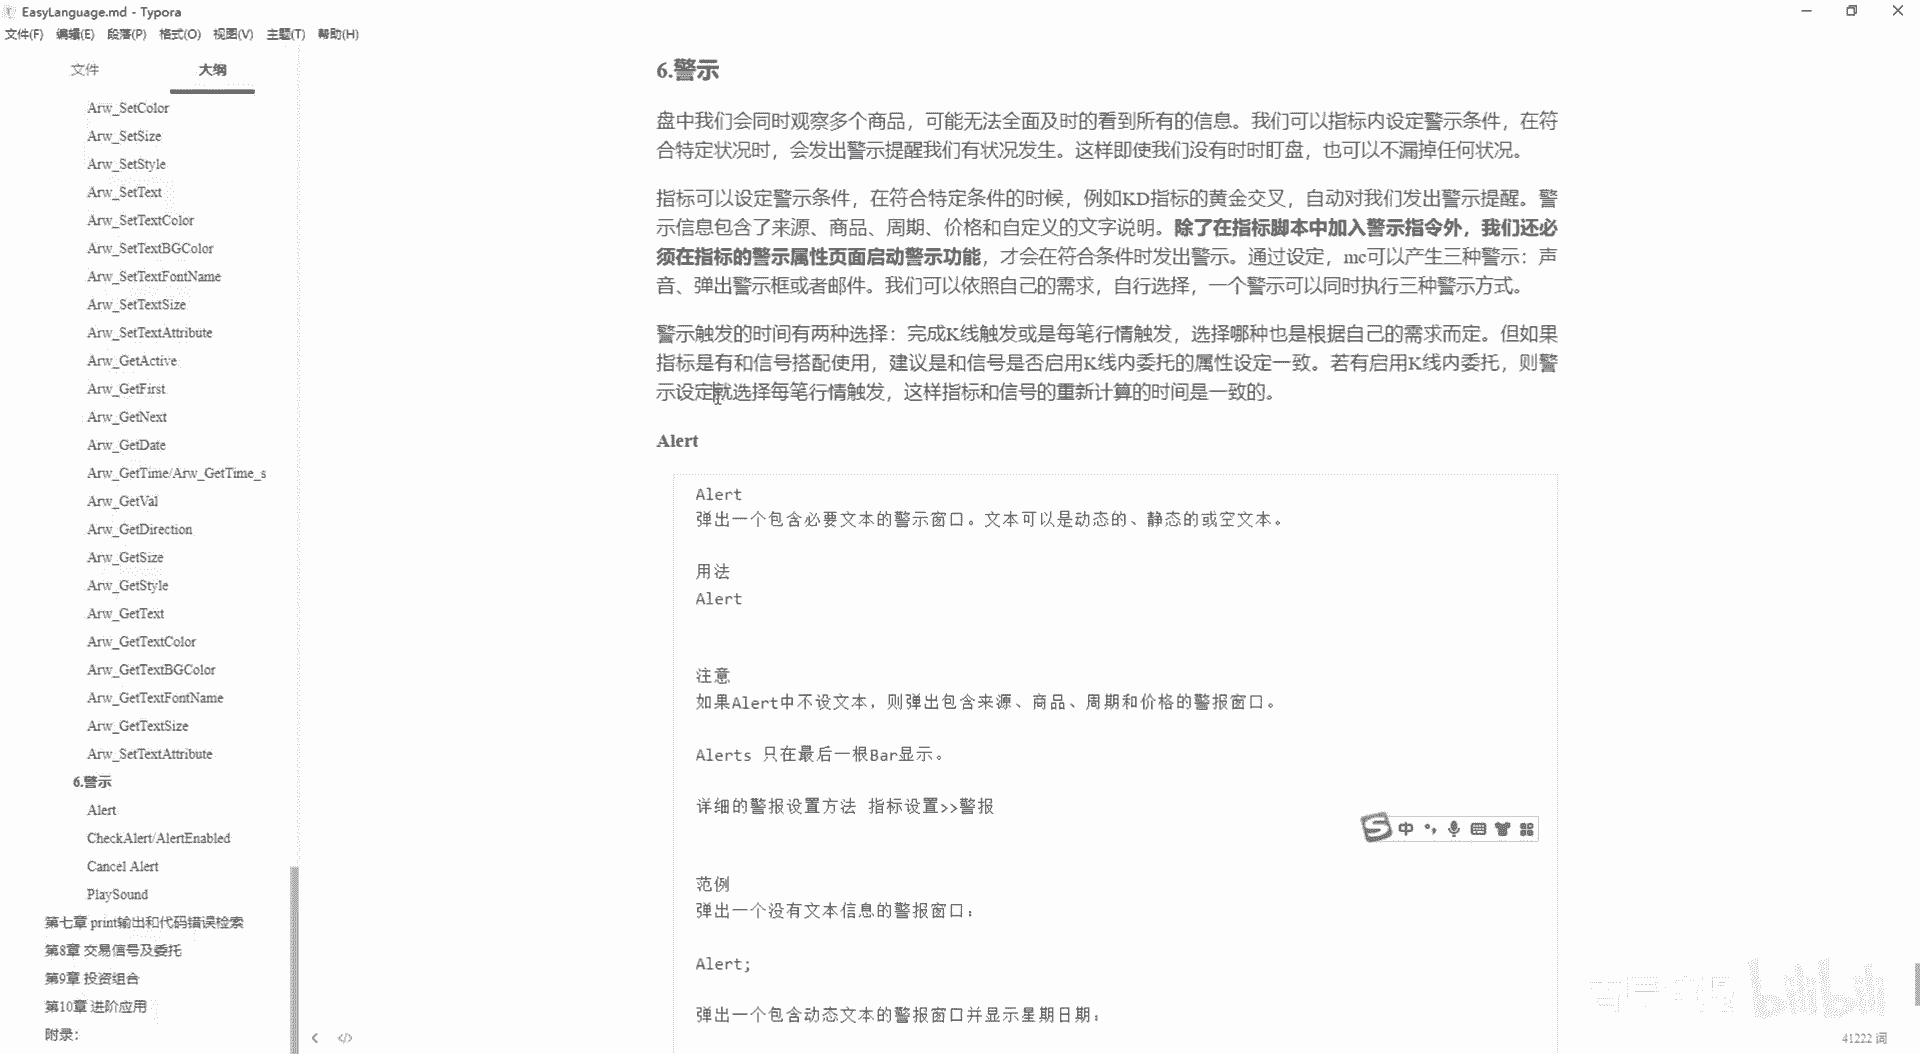 EasyLanguage.md - Typora
文件(F) 编辑(E) 段落(P) 格式(O) 视图(V) 主题(T) 帮助(H)
文件 大纲
Arw_SetColor
Arw_SetSize
Arw_SetStyle
Arw_SetText
Arw_SetTextColor
Arw_SetTextBGColor
Arw_SetTextFontName
Arw_SetTextSize
Arw_SetTextAttribute
Arw_GetActive
Arw_GetFirst
Arw_GetNext
Arw_GetDate
Arw_GetTime/Arw_GetTime_s
Arw_GetVal
Arw_GetDirection
Arw_GetSize
Arw_GetStyle
Arw_GetText
Arw_GetTextColor
Arw_GetTextBGColor
Arw_GetTextFontName
Arw_GetTextSize
Arw_SetTextAttribute
6.警示
Alert
CheckAlert/AlertEnabled
Cancel Alert
PlaySound
第七章 print输出和代码错误检索
第8章 交易信号及委托
第9章 投资组合
第10章 进阶应用
附录：
6.警示
盘中我们会同时观察多个商品，可能无法全面及时的看到所有的信息。我们可以指标内设定警示条件，在符
合特定状况时，会发出警示提醒我们有状况发生。这样即使我们没有时时盯盘，也可以不漏掉任何状况。
指标可以设定警示条件，在符合特定条件的时候，例如KD指标的黄金交叉，自动对我们发出警示提醒。警
示信息包含了来源、商品、周期、价格和自定义的文字说明。除了在指标脚本中加入警示指令外，我们还必
须在指标的警示属性页面启动警示功能，才会在符合条件时发出警示。通过设定，mc可以产生三种警示：声
音、弹出警示框或者邮件。我们可以依照自己的需求，自行选择，一个警示可以同时执行三种警示方式。
警示触发的时间有两种选择：完成K线触发或是每笔行情触发，选择哪种也是根据自己的需求而定。但如果
指标是有和信号搭配使用，建议是和信号是否启用K线内委托的属性设定一致。若有启用K线内委托，则警
示设定就选择每笔行情触发，这样指标和信号的重新计算的时间是一致的。
Alert
Alert
弹出一个包含必要文本的警示窗口。文本可以是动态的、静态的或空文本。
用法
Alert
注意
如果Alert中不设文本，则弹出包含来源、商品、周期和价格的警报窗口。
Alerts 只在最后一根Bar显示。
详细的警报设置方法 指标设置>>警报
范例
弹出一个没有文本信息的警报窗口：
Alert;
弹出一个包含动态文本的警报窗口并显示星期日期：
中
bilibili
41222 词